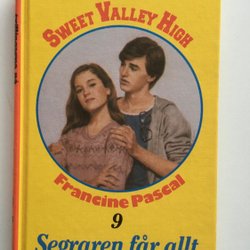 SWEET VALLEY HIGH
Francine Pascal
9
Segraren får allt